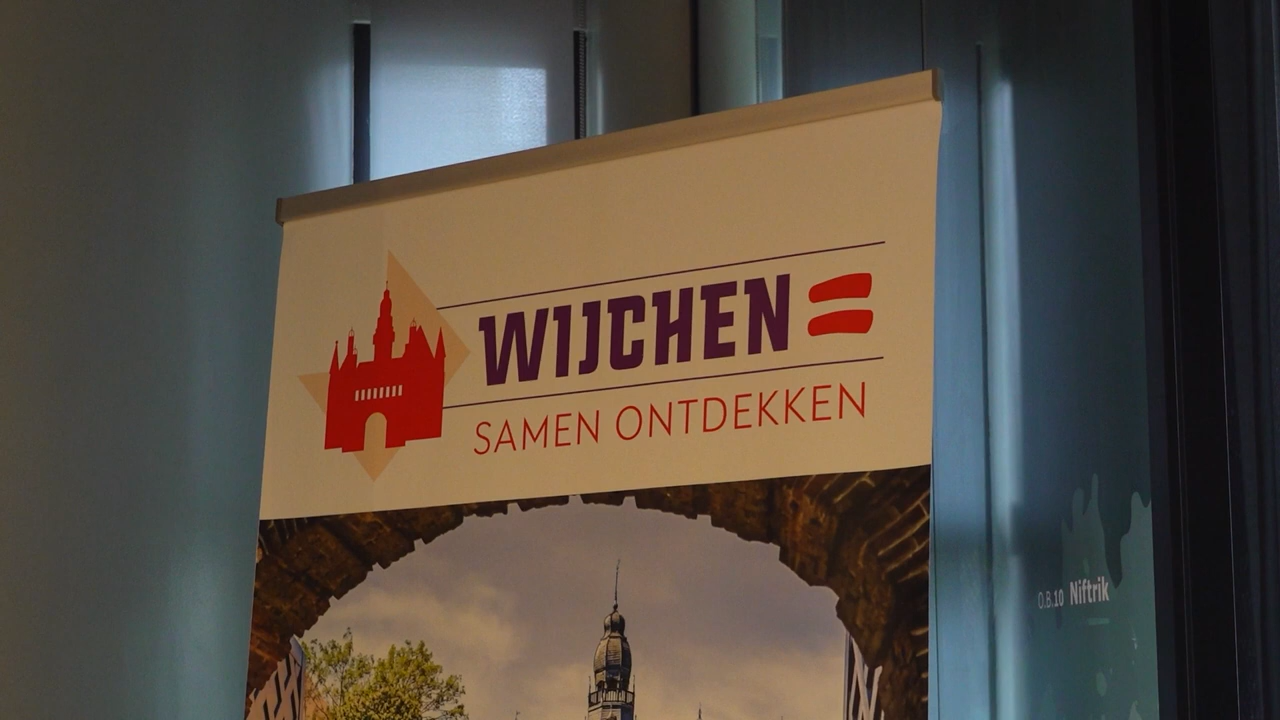 WIJCHEN =
SAMEN ONTDEKKEN
0.B.10 Niftrik